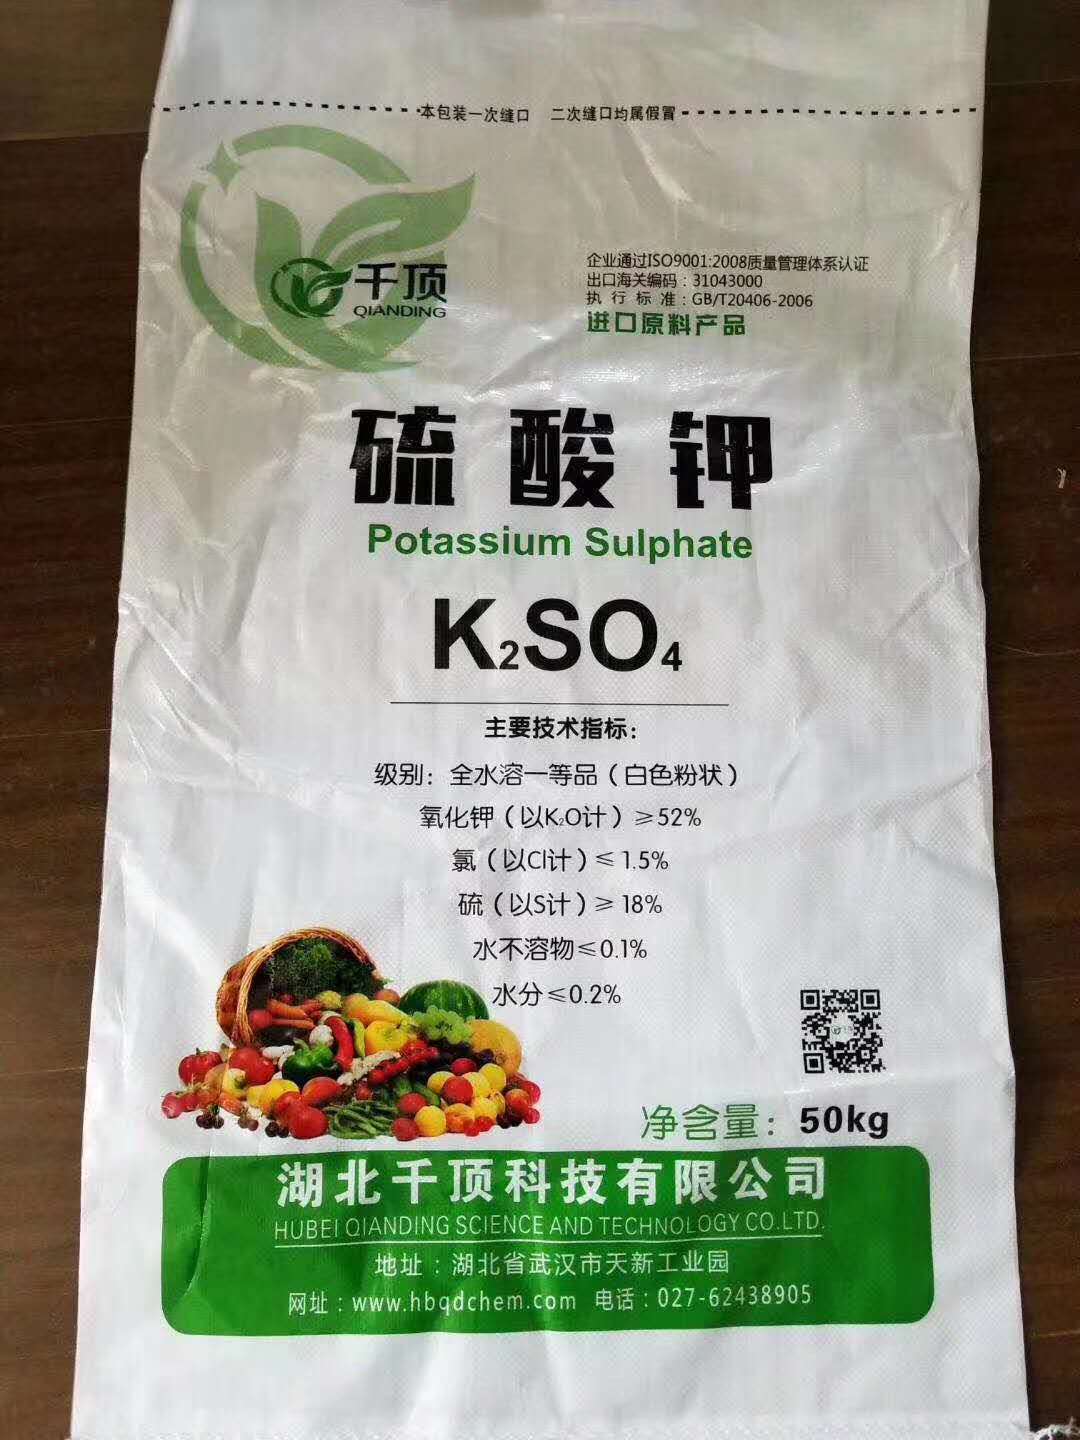 本包装一次缝口 二次缝口均属假冒
千顶
QIANDING
企业通过ISO9001:2008质量管理体系认证
出口海关编码：31043000
执行标准：GB/T20406-2006
进口原料产品
硫酸钾
Potassium Sulphate
K₂SO₄
主要技术指标：
级别：全水溶一等品（白色粉状）
氧化钾（以K₂O计）≥52%
氯（以Cl计）≤1.5%
硫（以S计）≥18%
水不溶物≤0.1%
水分≤0.2%
净含量：50kg
湖北千顶科技有限公司
HUBEI QIANDING SCIENCE AND TECHNOLOGY CO.LTD.
地址：湖北省武汉市天新工业园
网址：www.hbqdchem.com 电话：027-62438905